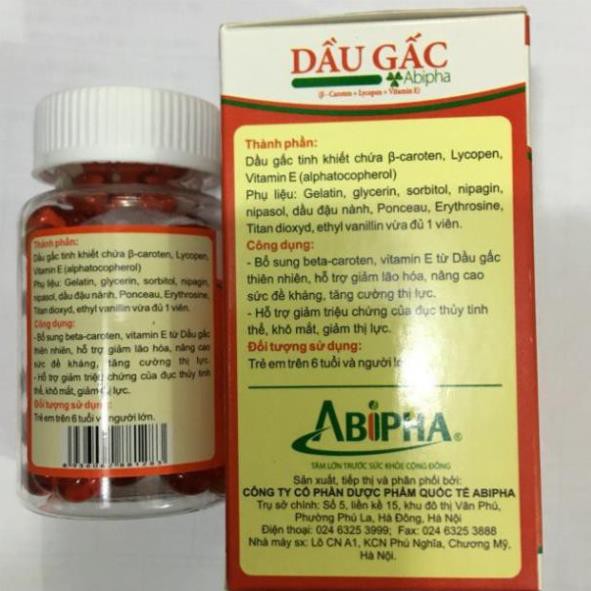 DẦU GẤC
Abipha
(β - Caroten + Lycopen + Vitamin E)
Thành phần:
Dầu gấc tinh khiết chứa β-caroten, Lycopen,
Vitamin E (alphatocopherol)
Phụ liệu: Gelatin, glycerin, sorbitol, nipagin,
nipasol, dầu đậu nành, Ponceau, Erythrosine,
Titan dioxyd, ethyl vanillin vừa đủ 1 viên.
Công dụng:
- Bổ sung beta-caroten, vitamin E từ Dầu gấc
thiên nhiên, hỗ trợ giảm lão hóa, nâng cao
sức đề kháng, tăng cường thị lực.
- Hỗ trợ giảm triệu chứng của đục thủy tinh
thể, khô mắt, giảm thị lực.
Đối tượng sử dụng:
Trẻ em trên 6 tuổi và người lớn.
ABIPHA®
TẦM LỚN TRƯỚC SỨC KHỎE CỘNG ĐỒNG
Sản xuất, tiếp thị và phân phối bởi:
CÔNG TY CỔ PHẦN DƯỢC PHẨM QUỐC TẾ ABIPHA
Trụ sở chính: Số 5, liền kề 15, khu đô thị Văn Phú,
Phường Phú La, Hà Đông, Hà Nội
Điện thoại: 024 6325 3999; Fax: 024 6325 3888
Nhà máy sx: Lô CN A1, KCN Phú Nghĩa, Chương Mỹ,
Hà Nội.
Thành phần:
Dầu gấc tinh khiết chứa β-caroten, Lycopen,
Vitamin E (alphatocopherol)
Phụ liệu: Gelatin, glycerin, sorbitol, nipagin,
nipasol, dầu đậu nành, Ponceau, Erythrosine,
Titan dioxyd, ethyl vanillin vừa đủ 1 viên.
Công dụng:
- Bổ sung beta-caroten, vitamin E từ Dầu gấc
thiên nhiên, hỗ trợ giảm lão hóa, nâng cao
sức đề kháng, tăng cường thị lực.
- Hỗ trợ giảm triệu chứng của đục thủy tinh
thể, khô mắt, giảm thị lực.
Đối tượng sử dụng:
Trẻ em trên 6 tuổi và người lớn.